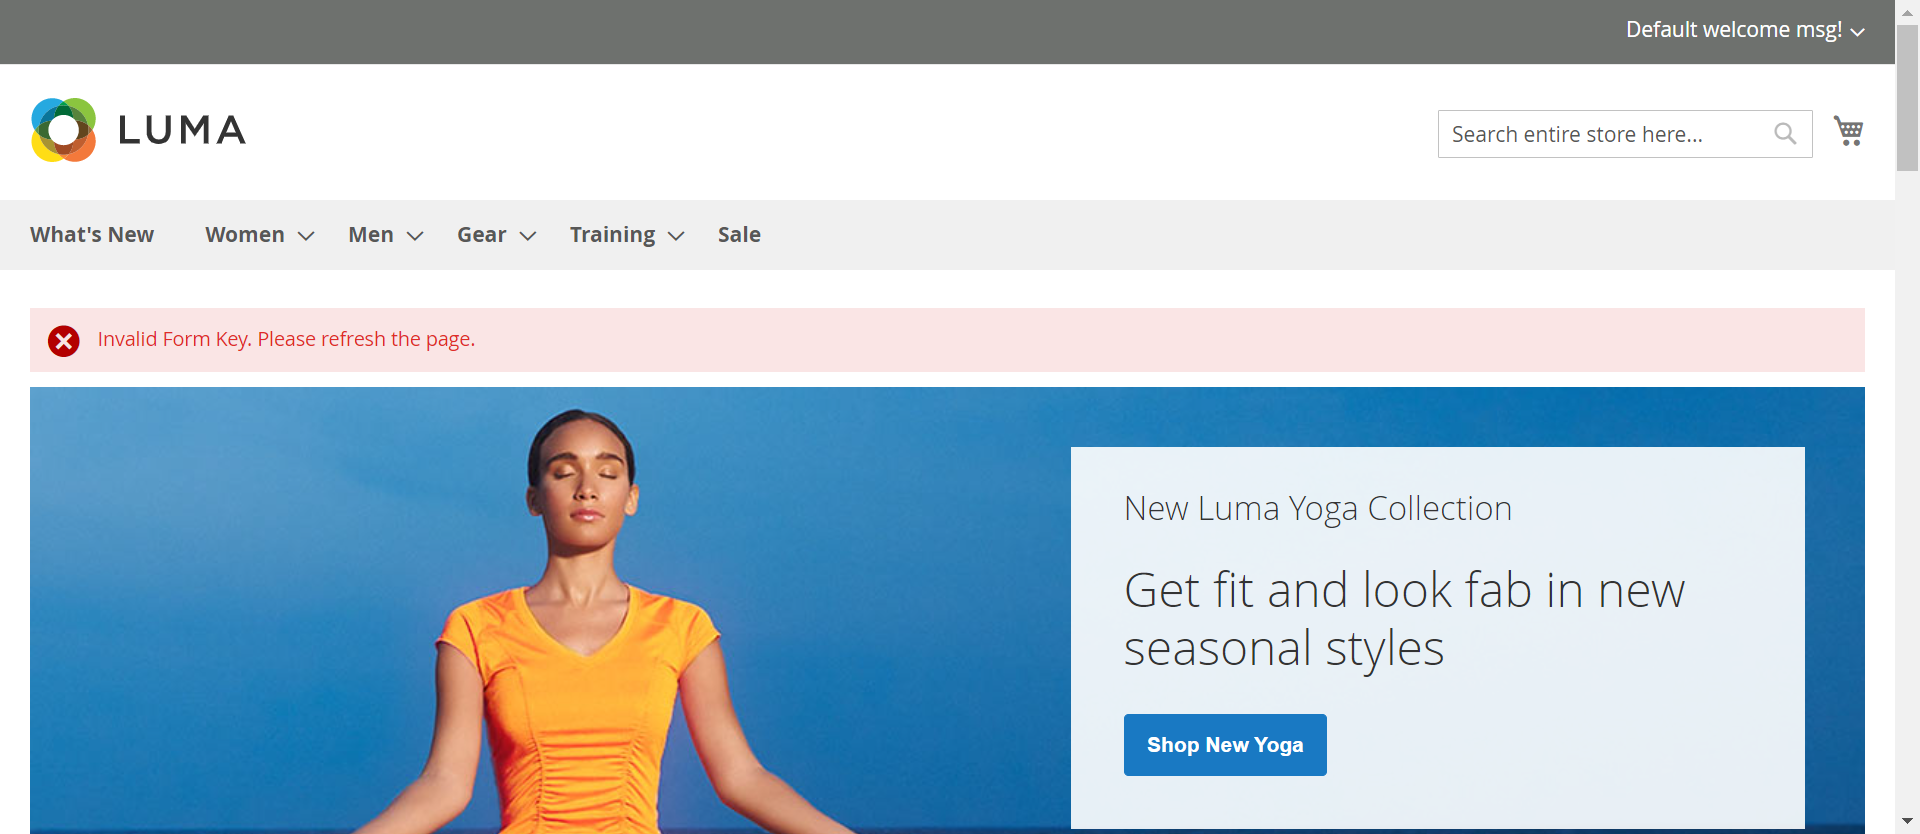 Default welcome msg!
LUMA
Search entire store here...
What's New Women Men Gear Training Sale
Invalid Form Key. Please refresh the page.
New Luma Yoga Collection
Get fit and look fab in new
seasonal styles
Shop New Yoga